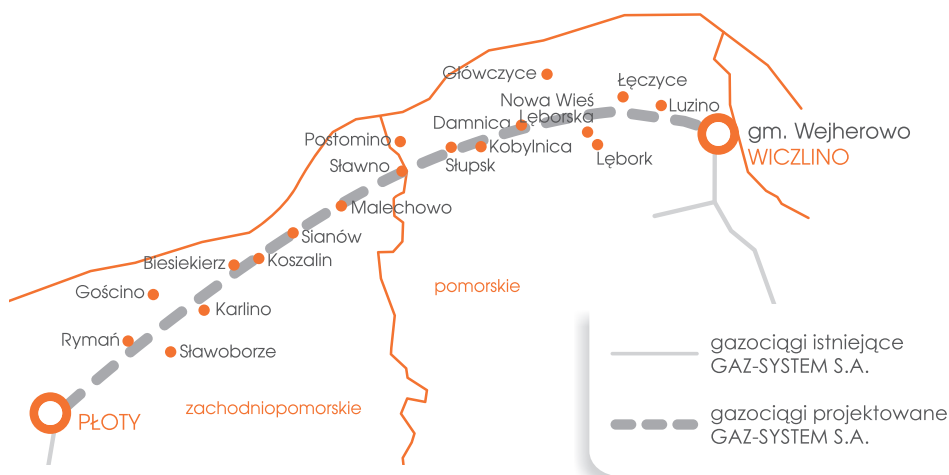 Główczyce
Łęczyce
Nowa Wieś
Lęborska
Luzino
Damnica
gm. Wejherowo
WICZLINO
Postomino
Kobylnica
Lębork
Sławno
Słupsk
Malechowo
Sianów
Biesiekierz
Koszalin
pomorskie
Gościno
Karlino
Rymań
Sławoborze
PŁOTY
zachodniopomorskie
gazociągi istniejące
GAZ-SYSTEM S.A.
gazociągi projektowane
GAZ-SYSTEM S.A.